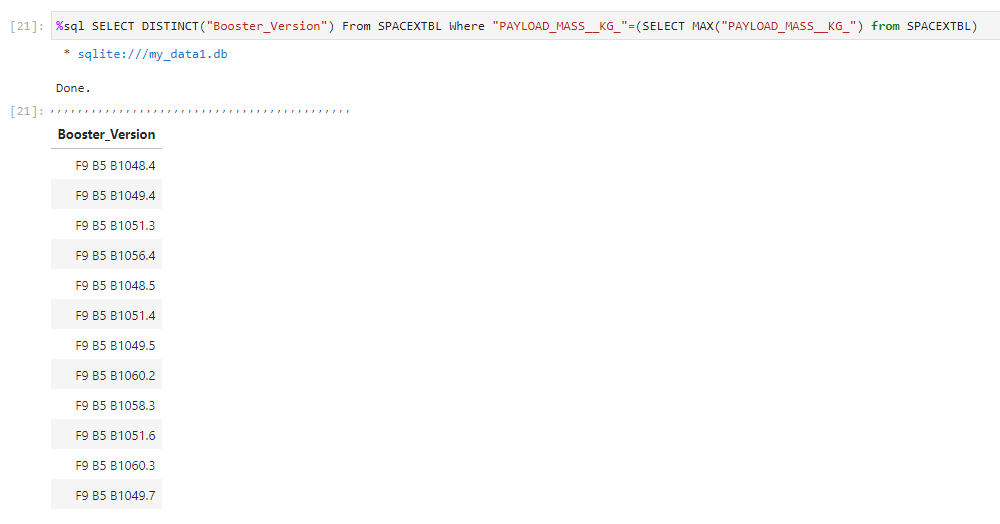 [21]: %sql SELECT DISTINCT("Booster_Version") From SPACEXTBL Where "PAYLOAD_MASS__KG_"=(SELECT MAX("PAYLOAD_MASS__KG_") from SPACEXTBL)
* sqlite:///my_data1.db
Done.
[21]: ,,,,,,,,,,,,,,,,,,,,,,,,,,,,,,,,,,,,,,,,,,,,
Booster_Version
F9 B5 B1048.4
F9 B5 B1049.4
F9 B5 B1051.3
F9 B5 B1056.4
F9 B5 B1048.5
F9 B5 B1051.4
F9 B5 B1049.5
F9 B5 B1060.2
F9 B5 B1058.3
F9 B5 B1051.6
F9 B5 B1060.3
F9 B5 B1049.7